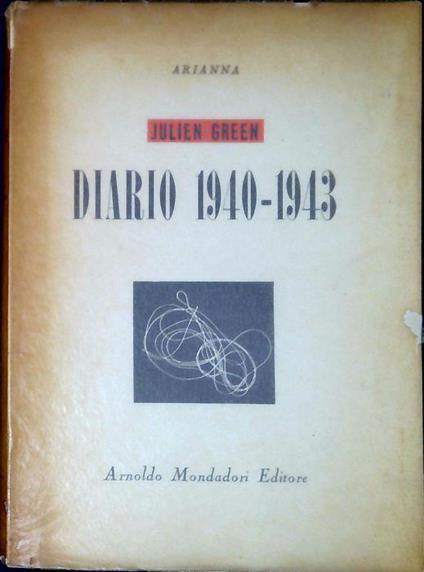 ARIANNA
JULIEN GREEN
DIARIO 1940-1943
Arnoldo Mondadori Editore